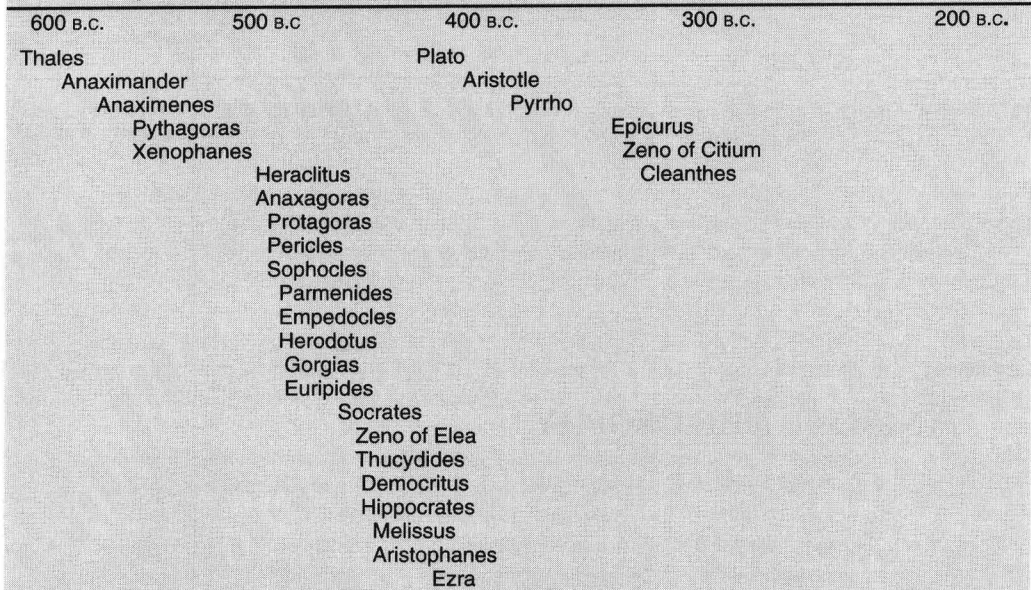 600 B.C. 500 B.C. 400 B.C. 300 B.C. 200 B.C.
Thales Plato
Anaximander Aristotle
Anaximenes Pyrrho
Pythagoras Epicurus
Xenophanes Zeno of Citium
Heraclitus Cleanthes
Anaxagoras
Protagoras
Pericles
Sophocles
Parmenides
Empedocles
Herodotus
Gorgias
Euripides
Socrates
Zeno of Elea
Thucydides
Democritus
Hippocrates
Melissus
Aristophanes
Ezra